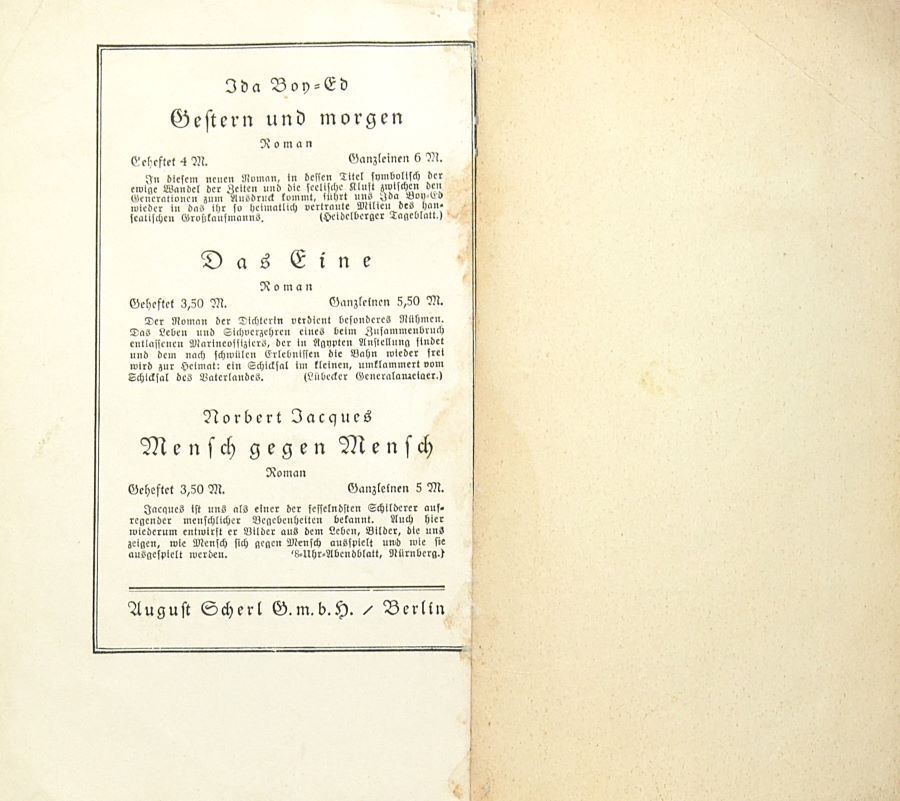 Ida Boy-Ed
Gestern und morgen
Roman
Geheftet 4 M. Ganzleinen 6 M.
In diesem neuen Roman, in dessen Titel symbolisch der
ewige Wandel der Zeiten und die seelische Kluft zwischen den
Generationen zum Ausdruck kommt, führt uns Ida Boy-Ed
wieder in das ihr so heimatlich vertraute Milieu des han-
seatischen Großkaufmanns. (Heidelberger Tageblatt.)
Das Eine
Roman
Geheftet 3,50 M. Ganzleinen 5,50 M.
Der Roman der Dichterin verdient besonderes Rühmen.
Das Leben und Sichverzehren eines beim Zusammenbruch
entlassenen Marineoffiziers, der in Ägypten Anstellung findet
und dem nach schwülen Erlebnissen die Bahn wieder frei
wird zur Heimat: ein Schicksal im kleinen, umklammert vom
Schicksal des Vaterlandes. (Lübecker Generalanzeiger.)
Norbert Jacques
Mensch gegen Mensch
Roman
Geheftet 3,50 M. Ganzleinen 5 M.
Jacques ist uns als einer der fesselndsten Schilderer auf-
regender menschlicher Begebenheiten bekannt. Auch hier
wiederum entwirft er Bilder aus dem Leben, Bilder, die uns
zeigen, wie Mensch sich gegen Mensch ausspielt und wie sie
ausgespielt werden. (8-Uhr-Abendblatt, Nürnberg.)
August Scherl G.m.b.H. / Berlin